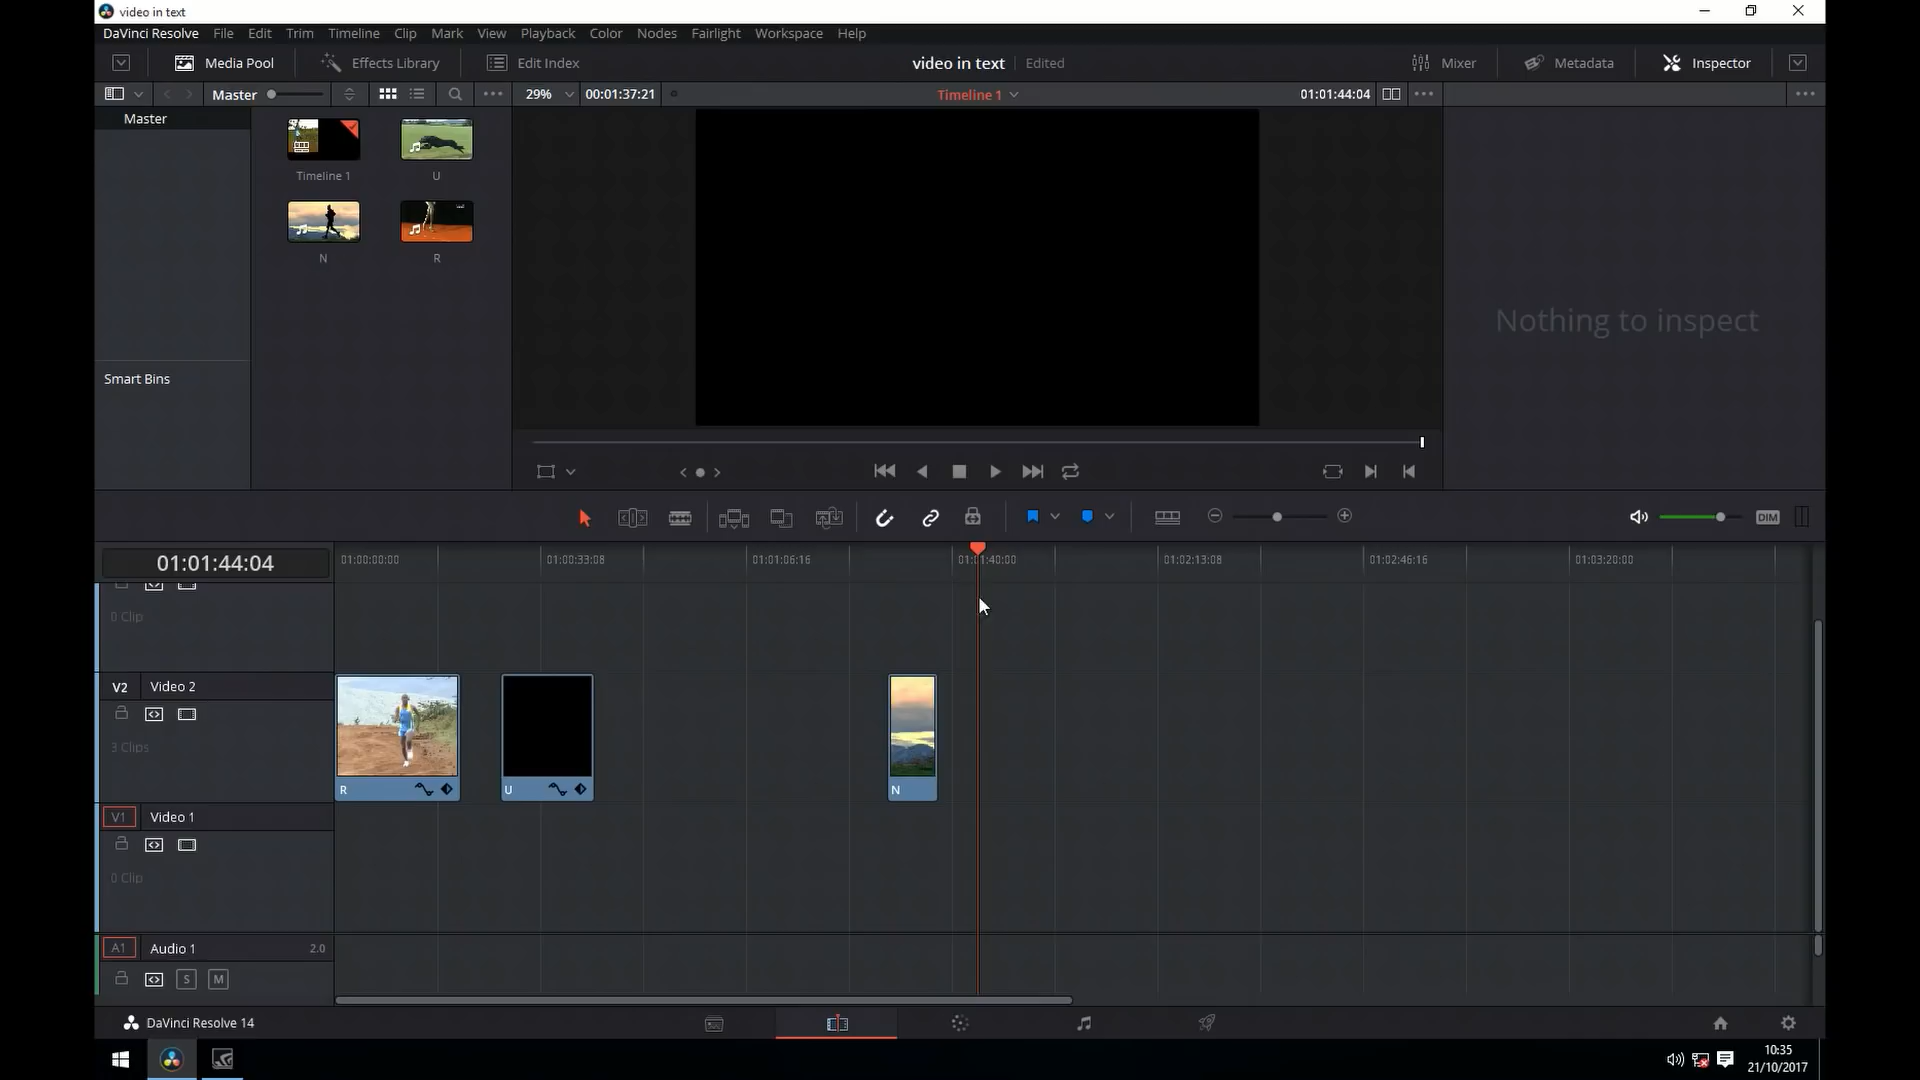 video in text
DaVinci Resolve File Edit Trim Timeline Clip Mark View Playback Color Nodes Fairlight Workspace Help
Media Pool Effects Library Edit Index video in text Edited Mixer Metadata Inspector
Master 29% 00:01:37:21 Timeline 1 01:01:44:04
Master
Timeline 1 U
N R
Smart Bins
Nothing to inspect
DIM
01:01:44:04 01:00:00:00 01:00:33:08 01:01:06:16 01:01:40:00 01:02:13:08 01:02:46:16 01:03:20:00
0 Clip
V2 Video 2
3 Clips
R U N
V1 Video 1
0 Clip
A1 Audio 1 2.0
S M
DaVinci Resolve 14
10:35
21/10/2017